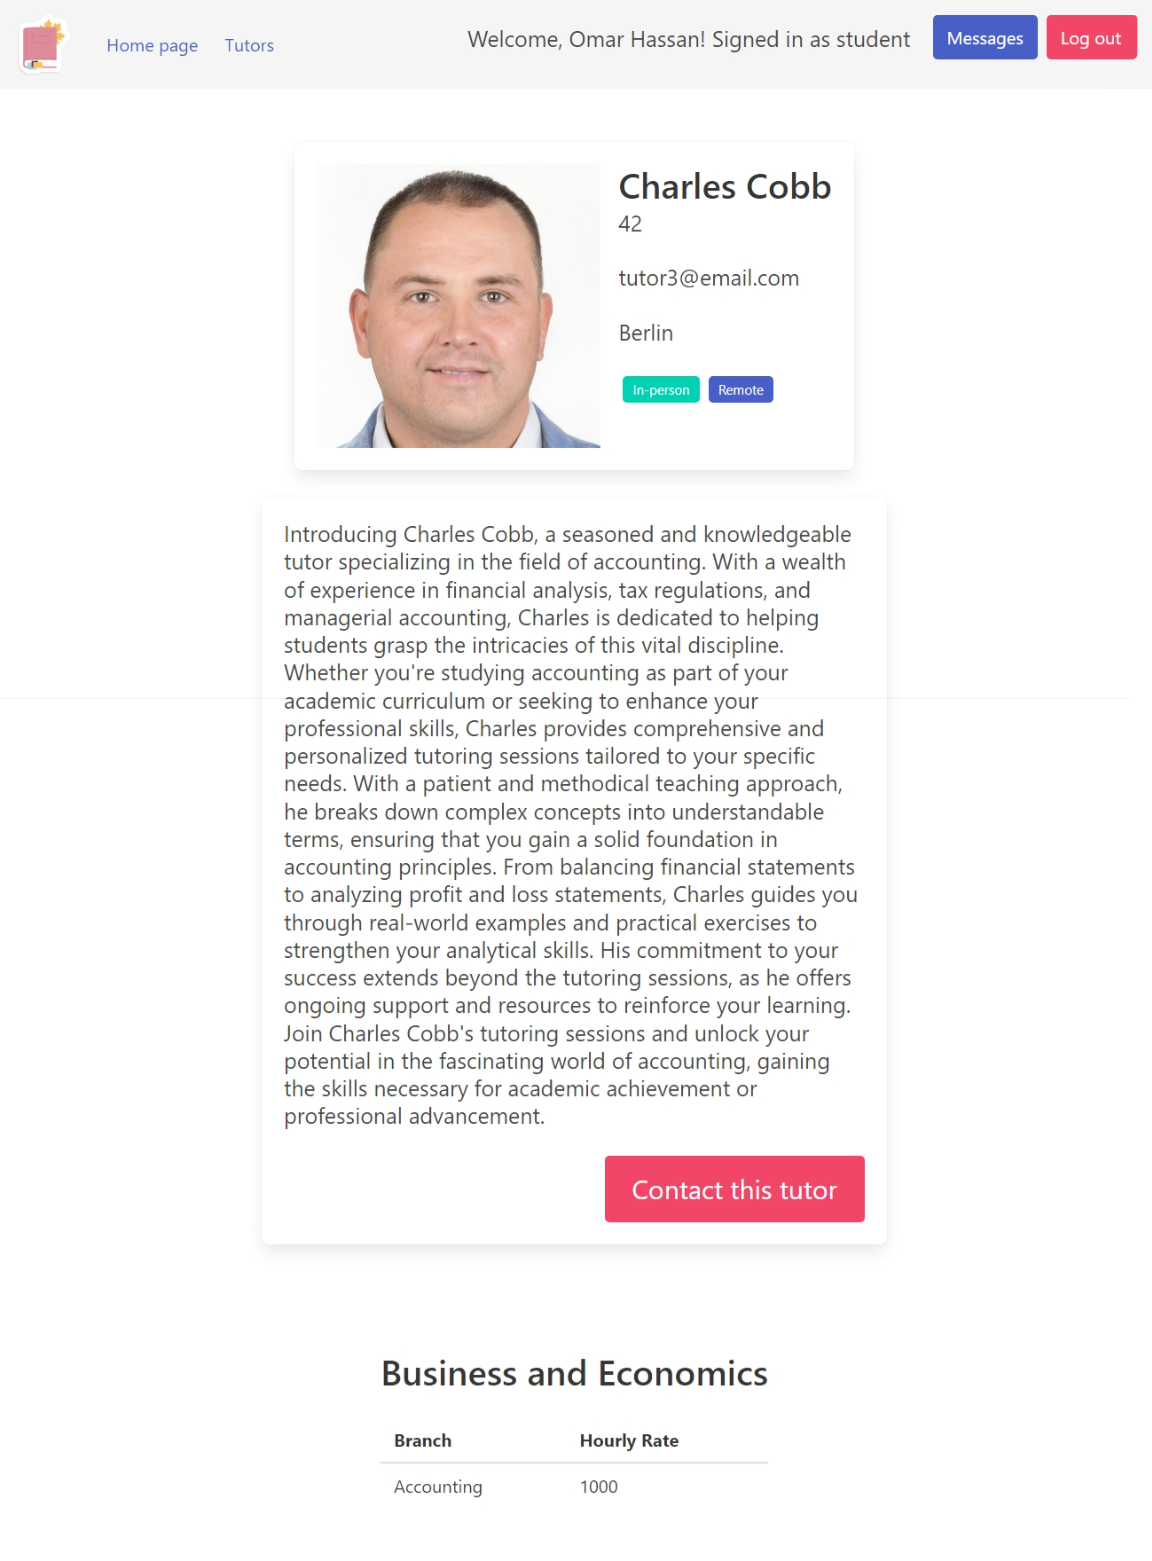 Home page Tutors Welcome, Omar Hassan! Signed in as student Messages Log out
Charles Cobb
42
tutor3@email.com
Berlin
In-person Remote
Introducing Charles Cobb, a seasoned and knowledgeable
tutor specializing in the field of accounting. With a wealth
of experience in financial analysis, tax regulations, and
managerial accounting, Charles is dedicated to helping
students grasp the intricacies of this vital discipline.
Whether you're studying accounting as part of your
academic curriculum or seeking to enhance your
professional skills, Charles provides comprehensive and
personalized tutoring sessions tailored to your specific
needs. With a patient and methodical teaching approach,
he breaks down complex concepts into understandable
terms, ensuring that you gain a solid foundation in
accounting principles. From balancing financial statements
to analyzing profit and loss statements, Charles guides you
through real-world examples and practical exercises to
strengthen your analytical skills. His commitment to your
success extends beyond the tutoring sessions, as he offers
ongoing support and resources to reinforce your learning.
Join Charles Cobb's tutoring sessions and unlock your
potential in the fascinating world of accounting, gaining
the skills necessary for academic achievement or
professional advancement.
Contact this tutor
Business and Economics
Branch Hourly Rate
Accounting 1000